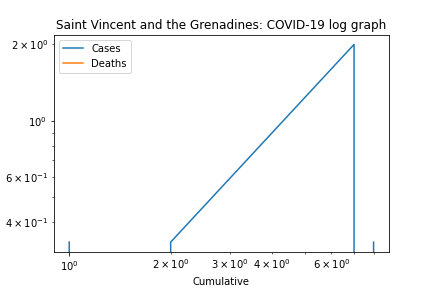 Saint Vincent and the Grenadines: COVID-19 log graph
Cases
Deaths
2 × 10⁰
10⁰
6 × 10⁻¹
4 × 10⁻¹
10⁰
2 × 10⁰
3 × 10⁰
4 × 10⁰
6 × 10⁰
Cumulative